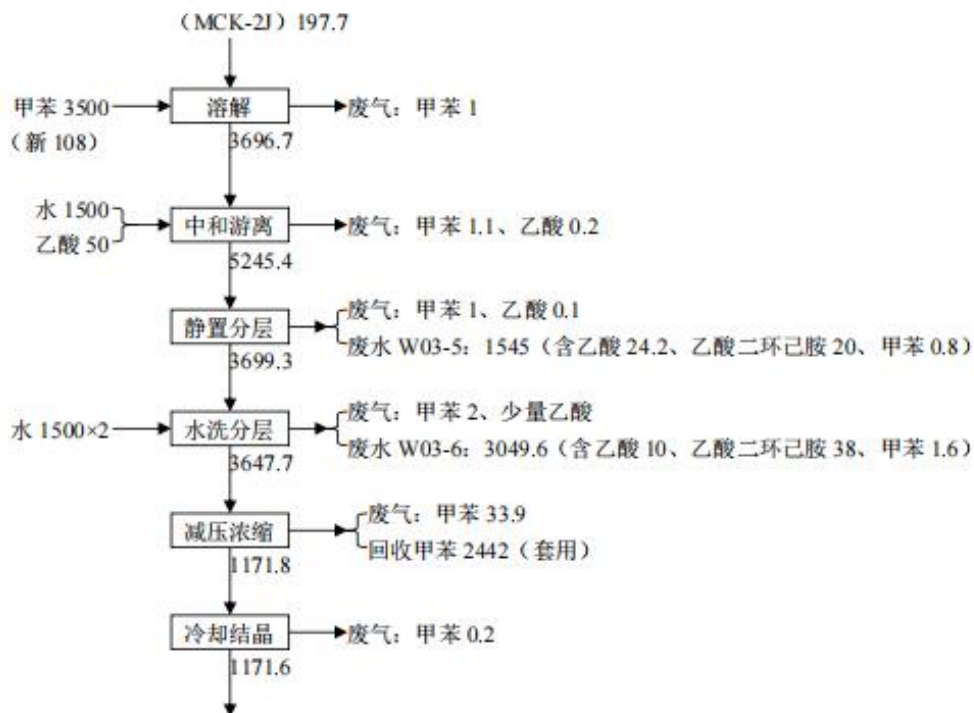 （MCK-2J）197.7
甲苯 3500
（新 108）
溶解
废气：甲苯 1
3696.7
水 1500
乙酸 50
中和游离
废气：甲苯 1.1、乙酸 0.2
5245.4
静置分层
废气：甲苯 1、乙酸 0.1
废水 W03-5：1545（含乙酸 24.2、乙酸二环己胺 20、甲苯 0.8）
3699.3
水 1500×2
水洗分层
废气：甲苯 2、少量乙酸
废水 W03-6：3049.6（含乙酸 10、乙酸二环己胺 38、甲苯 1.6）
3647.7
减压浓缩
废气：甲苯 33.9
回收甲苯 2442（套用）
1171.8
冷却结晶
废气：甲苯 0.2
1171.6